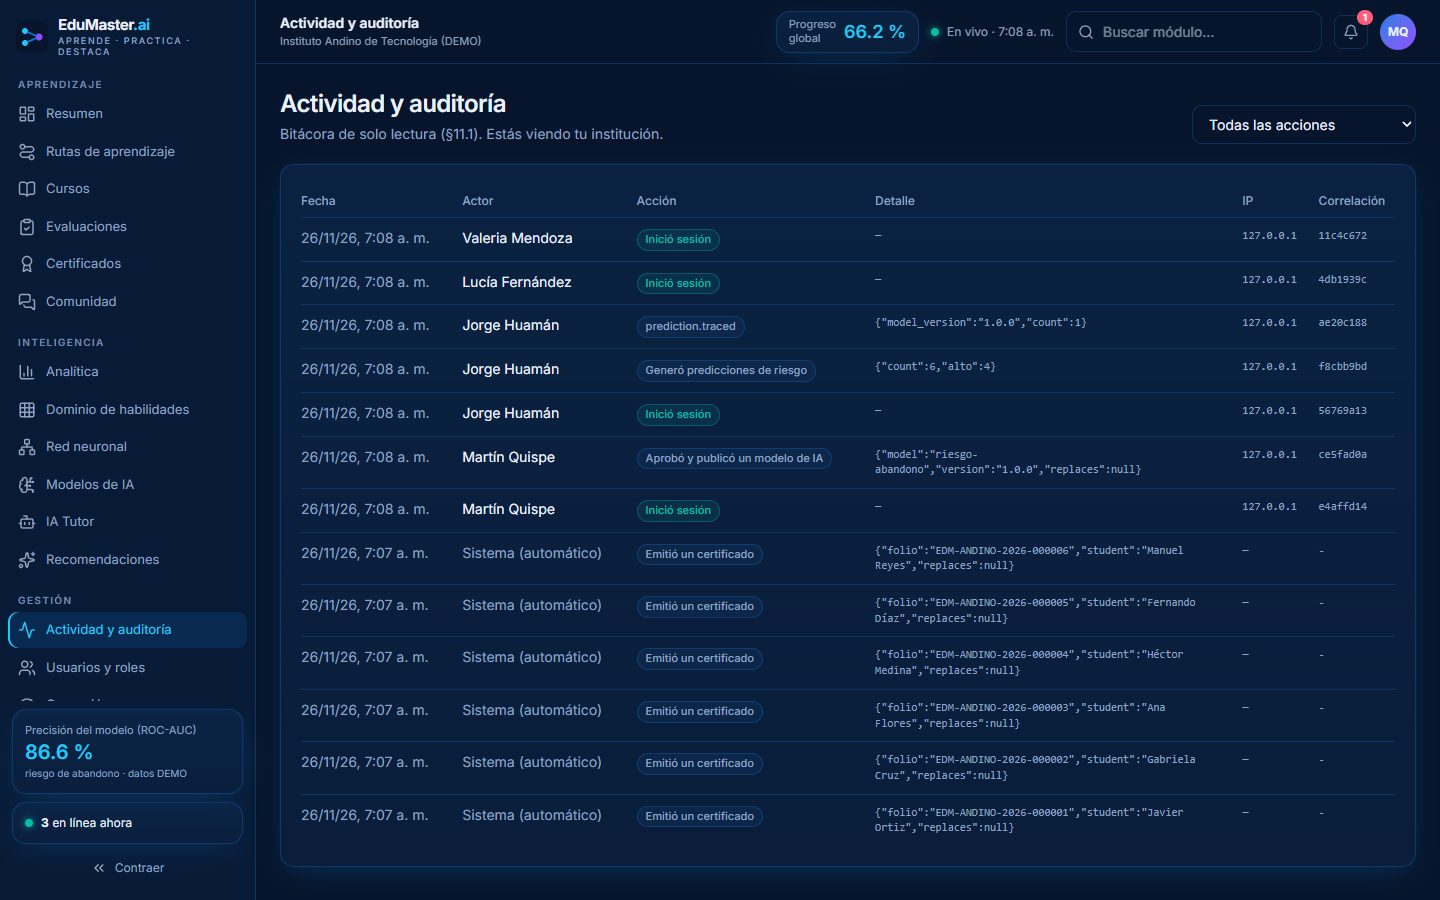 EduMaster.ai
APRENDE · PRACTICA ·
DESTACA
APRENDIZAJE
Resumen
Rutas de aprendizaje
Cursos
Evaluaciones
Certificados
Comunidad
INTELIGENCIA
Analítica
Dominio de habilidades
Red neuronal
Modelos de IA
IA Tutor
Recomendaciones
GESTIÓN
Actividad y auditoría
Usuarios y roles
Precisión del modelo (ROC-AUC)
86.6 %
riesgo de abandono · datos DEMO
3 en línea ahora
Contraer
Actividad y auditoría
Instituto Andino de Tecnología (DEMO)
Progreso
global
66.2 %
En vivo · 7:08 a. m.
Buscar módulo...
1
MQ
Actividad y auditoría
Bitácora de solo lectura (§11.1). Estás viendo tu institución.
Todas las acciones
Fecha Actor Acción Detalle IP Correlación
26/11/26, 7:08 a. m. Valeria Mendoza Inició sesión — 127.0.0.1 11c4c672
26/11/26, 7:08 a. m. Lucía Fernández Inició sesión — 127.0.0.1 4db1939c
26/11/26, 7:08 a. m. Jorge Huamán prediction.traced {"model_version":"1.0.0","count":1} 127.0.0.1 ae20c188
26/11/26, 7:08 a. m. Jorge Huamán Generó predicciones de riesgo {"count":6,"alto":4} 127.0.0.1 f8cbb9bd
26/11/26, 7:08 a. m. Jorge Huamán Inició sesión — 127.0.0.1 56769a13
26/11/26, 7:08 a. m. Martín Quispe Aprobó y publicó un modelo de IA {"model":"riesgo- 127.0.0.1 ce5fad0a
abandono","version":"1.0.0","replaces":null}
26/11/26, 7:08 a. m. Martín Quispe Inició sesión — 127.0.0.1 e4affd14
26/11/26, 7:07 a. m. Sistema (automático) Emitió un certificado {"folio":"EDM-ANDINO-2026-000006","student":"Manuel — -
Reyes","replaces":null}
26/11/26, 7:07 a. m. Sistema (automático) Emitió un certificado {"folio":"EDM-ANDINO-2026-000005","student":"Fernando — -
Díaz","replaces":null}
26/11/26, 7:07 a. m. Sistema (automático) Emitió un certificado {"folio":"EDM-ANDINO-2026-000004","student":"Héctor — -
Medina","replaces":null}
26/11/26, 7:07 a. m. Sistema (automático) Emitió un certificado {"folio":"EDM-ANDINO-2026-000003","student":"Ana — -
Flores","replaces":null}
26/11/26, 7:07 a. m. Sistema (automático) Emitió un certificado {"folio":"EDM-ANDINO-2026-000002","student":"Gabriela — -
Cruz","replaces":null}
26/11/26, 7:07 a. m. Sistema (automático) Emitió un certificado {"folio":"EDM-ANDINO-2026-000001","student":"Javier — -
Ortiz","replaces":null}